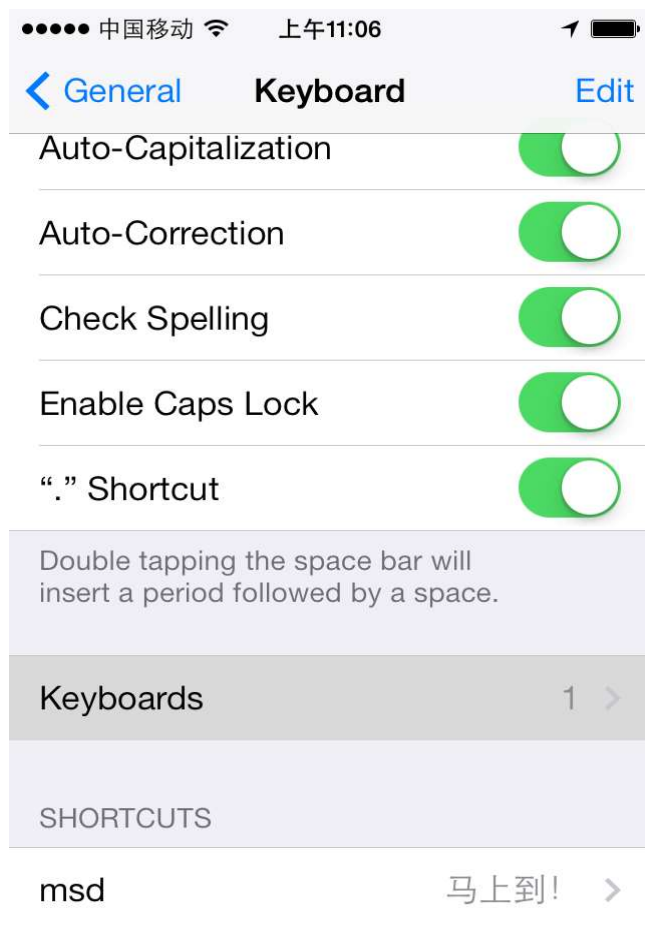 中国移动 上午11:06
General Keyboard Edit
Auto-Capitalization
Auto-Correction
Check Spelling
Enable Caps Lock
“.” Shortcut
Double tapping the space bar will
insert a period followed by a space.
Keyboards 1
SHORTCUTS
msd 马上到！